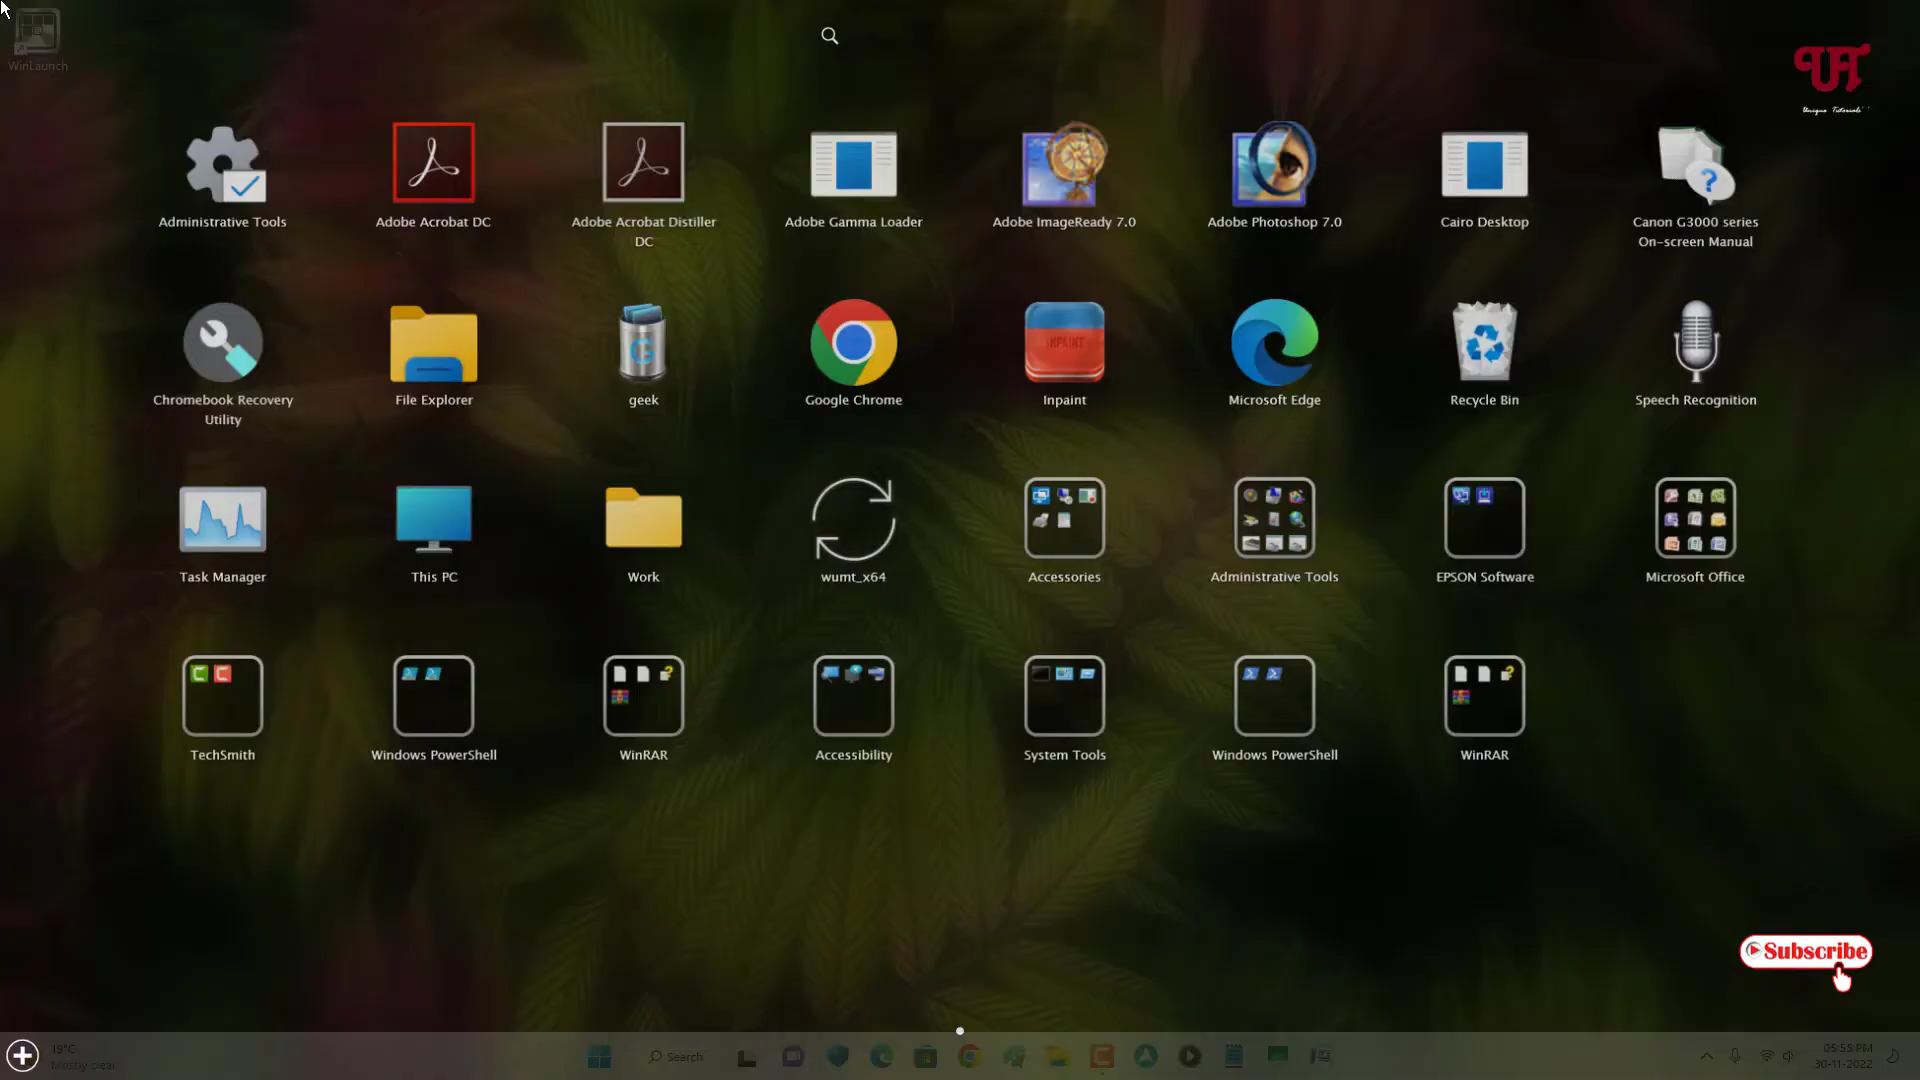 WinLaunch
Unique Tutorials
Administrative Tools
Adobe Acrobat DC
Adobe Acrobat Distiller
DC
Adobe Gamma Loader
Adobe ImageReady 7.0
Adobe Photoshop 7.0
Cairo Desktop
Canon G3000 series
On-screen Manual
INPAINT
Chromebook Recovery
Utility
File Explorer
geek
Google Chrome
Inpaint
Microsoft Edge
Recycle Bin
Speech Recognition
Task Manager
This PC
Work
wumt_x64
Accessories
Administrative Tools
EPSON Software
Microsoft Office
TechSmith
Windows PowerShell
WinRAR
Accessibility
System Tools
Windows PowerShell
WinRAR
Subscribe
19°C
Mostly clear
Search
05:55 PM
30-11-2022